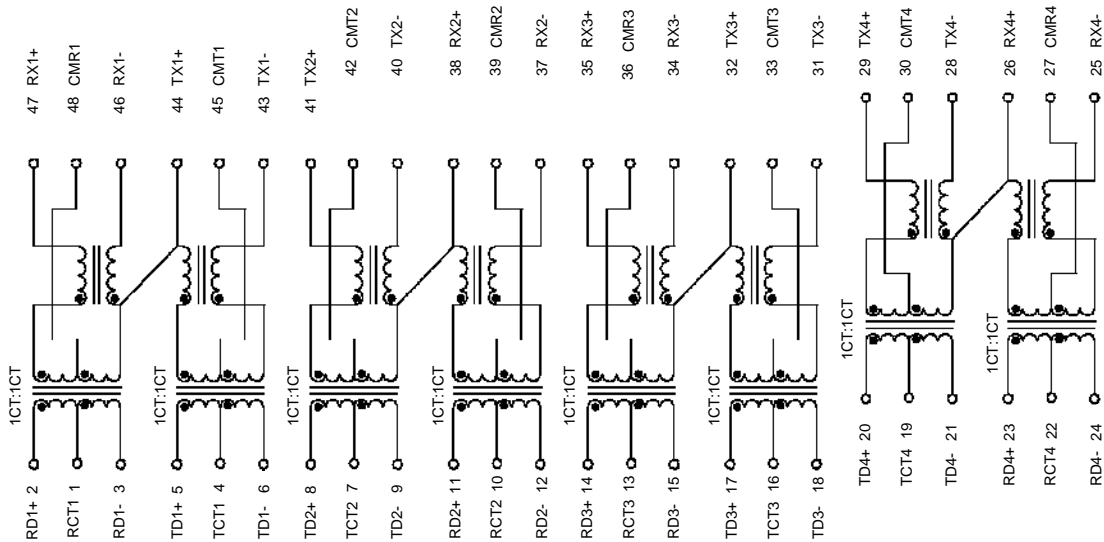 47 RX1+
48 CMR1
46 RX1-
44 TX1+
45 CMT1
43 TX1-
41 TX2+
42 CMT2
40 TX2-
38 RX2+
39 CMR2
37 RX2-
35 RX3+
36 CMR3
34 RX3-
32 TX3+
33 CMT3
31 TX3-
29 TX4+
30 CMT4
28 TX4-
26 RX4+
27 CMR4
25 RX4-
1CT:1CT
1CT:1CT
1CT:1CT
1CT:1CT
1CT:1CT
1CT:1CT
1CT:1CT
1CT:1CT
RD1+ 2
RCT1 1
RD1- 3
TD1+ 5
TCT1 4
TD1- 6
TD2+ 8
TCT2 7
TD2- 9
RD2+ 11
RCT2 10
RD2- 12
RD3+ 14
RCT3 13
RD3- 15
TD3+ 17
TCT3 16
TD3- 18
TD4+ 20
TCT4 19
TD4- 21
RD4+ 23
RCT4 22
RD4- 24